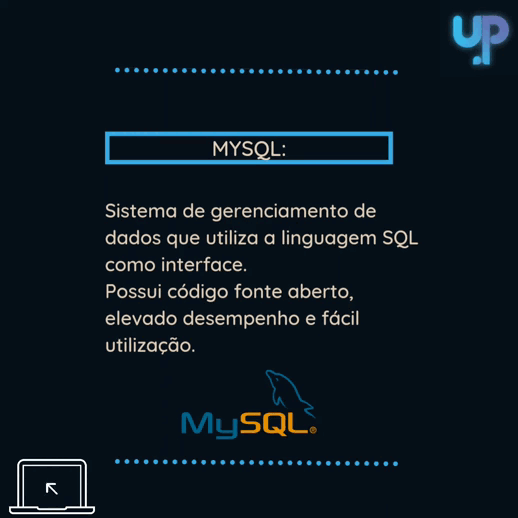 up
MYSQL:
Sistema de gerenciamento de
dados que utiliza a linguagem SQL
como interface.
Possui código fonte aberto,
elevado desempenho e fácil
utilização.
MySQL®